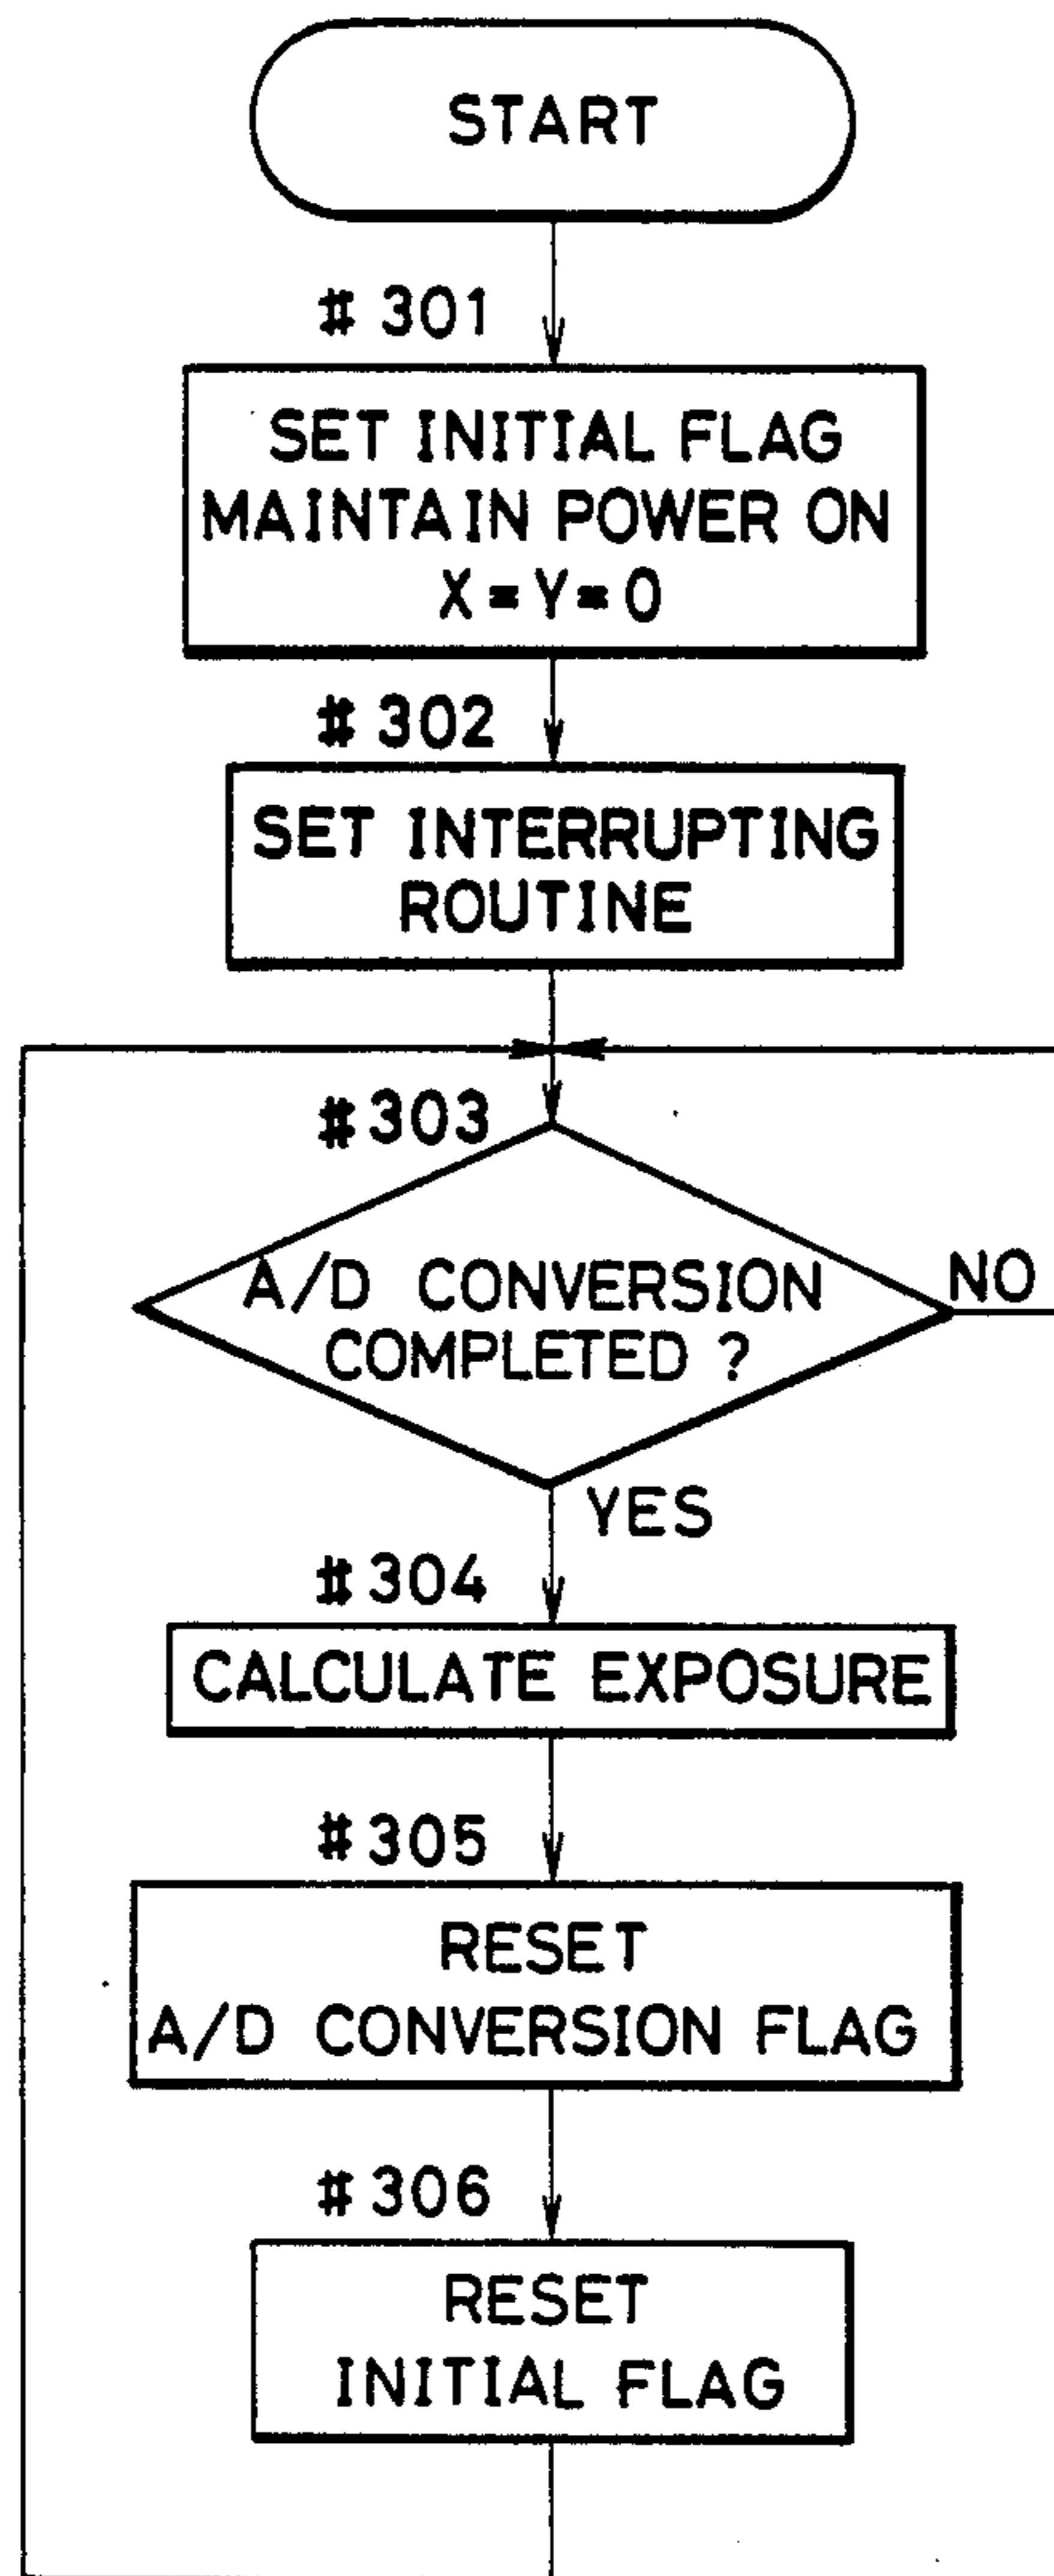 START
# 301
SET INITIAL FLAG
MAINTAIN POWER ON
X = Y = 0
# 302
SET INTERRUPTING
ROUTINE
#303
A/D CONVERSION
COMPLETED ?
NO
YES
#304
CALCULATE EXPOSURE
#305
RESET
A/D CONVERSION FLAG
#306
RESET
INITIAL FLAG